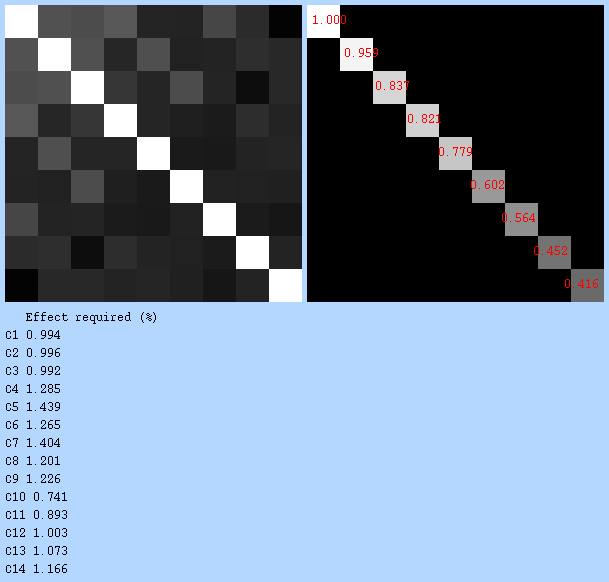 1.000
0.959
0.837
0.821
0.779
0.602
0.564
0.452
0.416
Effect required (%)
C1 0.994
C2 0.996
C3 0.992
C4 1.285
C5 1.439
C6 1.265
C7 1.404
C8 1.201
C9 1.226
C10 0.741
C11 0.893
C12 1.003
C13 1.073
C14 1.166